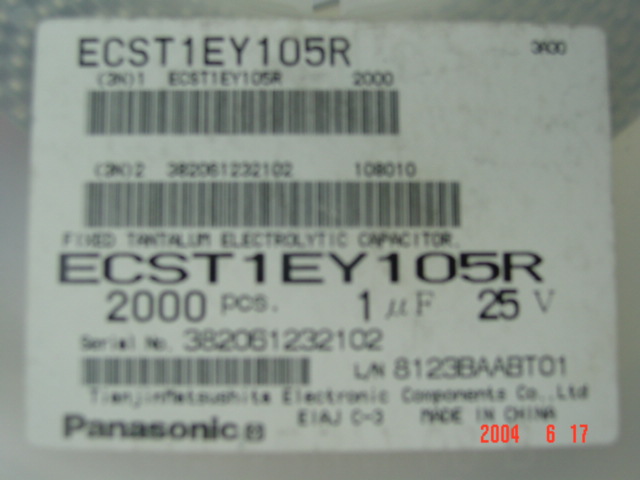 ECST1EY105R 3A00
(3N)1 ECST1EY105R 2000
(3N)2 382061232102 108010
FIXED TANTALUM ELECTROLYTIC CAPACITOR.
ECST1EY105R
2000 pcs. 1 μF 25 V
Serial No. 382061232102
L/N 8123BAABT01
TianjinMatsushita Electronic Components Co.,Ltd
Panasonic EIAJ C-3 MADE IN CHINA
2004 6 17